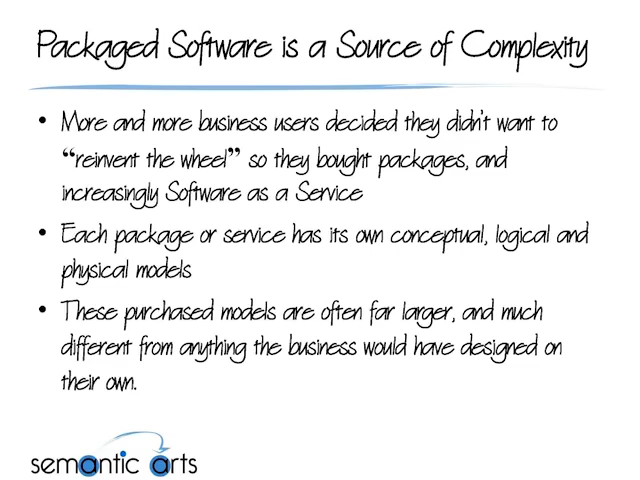 Packaged Software is a Source of Complexity
• More and more business users decided they didn't want to
“reinvent the wheel” so they bought packages, and
increasingly Software as a Service
• Each package or service has its own conceptual, logical and
physical models
• These purchased models are often far larger, and much
different from anything the business would have designed on
their own.
semantic arts